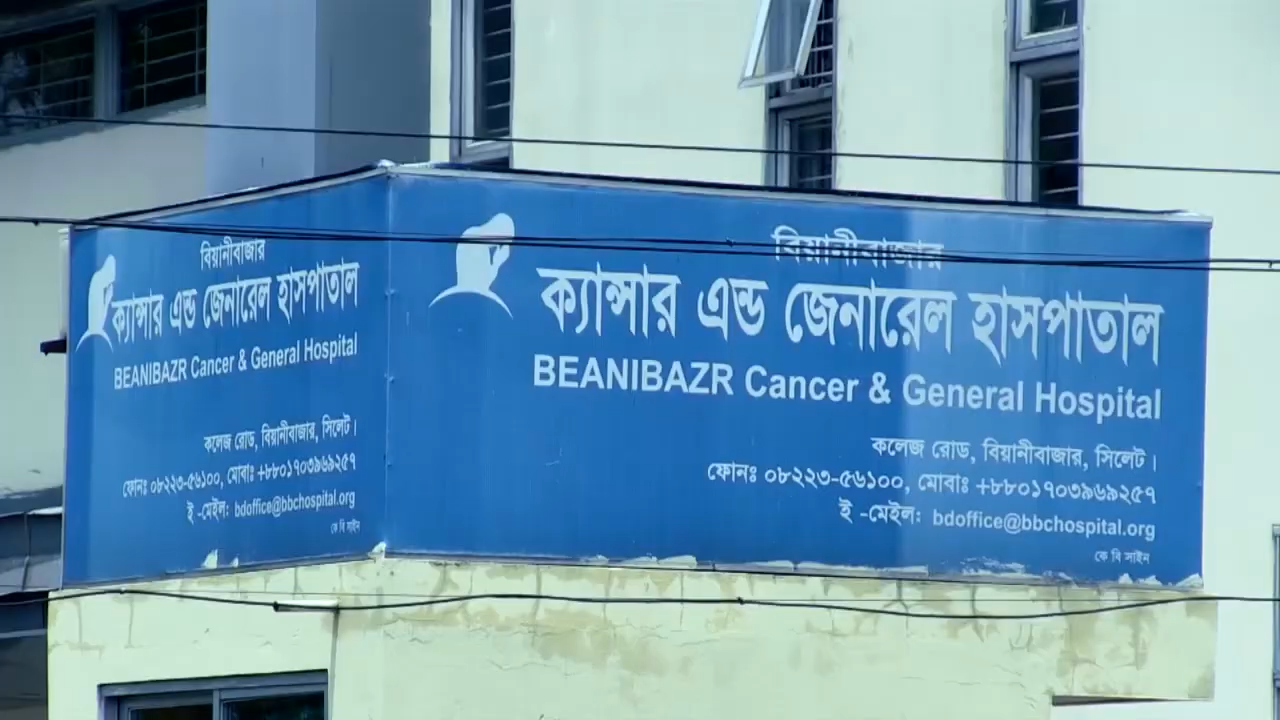 বিয়ানীবাজার
ক্যান্সার এন্ড জেনারেল হাসপাতাল
BEANIBAZR Cancer & General Hospital
কলেজ রোড, বিয়ানীবাজার, সিলেট।
ফোনঃ ০৮২২৩-৫৬১০০, মোবাঃ +৮৮০১৭০৩৯৬৯২৫৭
ই -মেইল: bdoffice@bbchospital.org
কে বি সাইন
বিয়ানীবাজার
ক্যান্সার এন্ড জেনারেল হাসপাতাল
BEANIBAZR Cancer & General Hospital
কলেজ রোড, বিয়ানীবাজার, সিলেট।
ফোনঃ ০৮২২৩-৫৬১০০, মোবাঃ +৮৮০১৭০৩৯৬৯২৫৭
ই -মেইল: bdoffice@bbchospital.org
কে বি সাইন